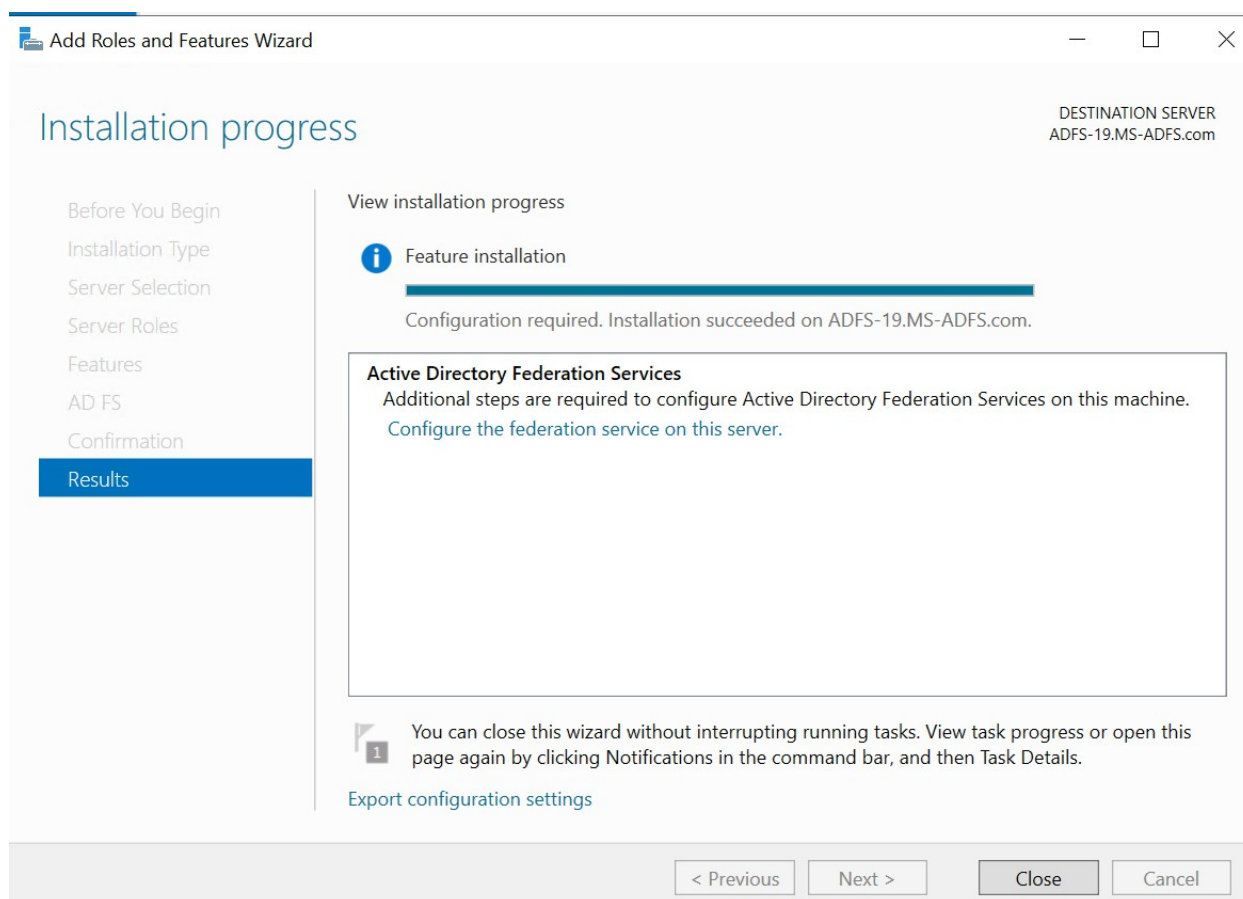 Add Roles and Features Wizard
Installation progress
DESTINATION SERVER
ADFS-19.MS-ADFS.com
Before You Begin
Installation Type
Server Selection
Server Roles
Features
AD FS
Confirmation
Results
View installation progress
Feature installation
Configuration required. Installation succeeded on ADFS-19.MS-ADFS.com.
Active Directory Federation Services
Additional steps are required to configure Active Directory Federation Services on this machine.
Configure the federation service on this server.
1
You can close this wizard without interrupting running tasks. View task progress or open this
page again by clicking Notifications in the command bar, and then Task Details.
Export configuration settings
< Previous
Next >
Close
Cancel